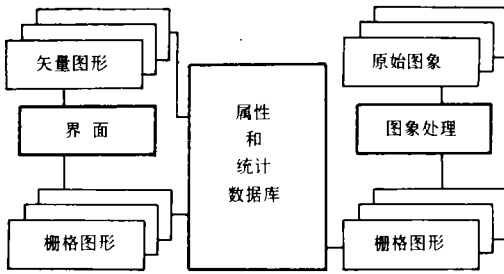 矢量图形
界 面
栅格图形
属性
和
统计
数据库
原始图象
图象处理
栅格图形